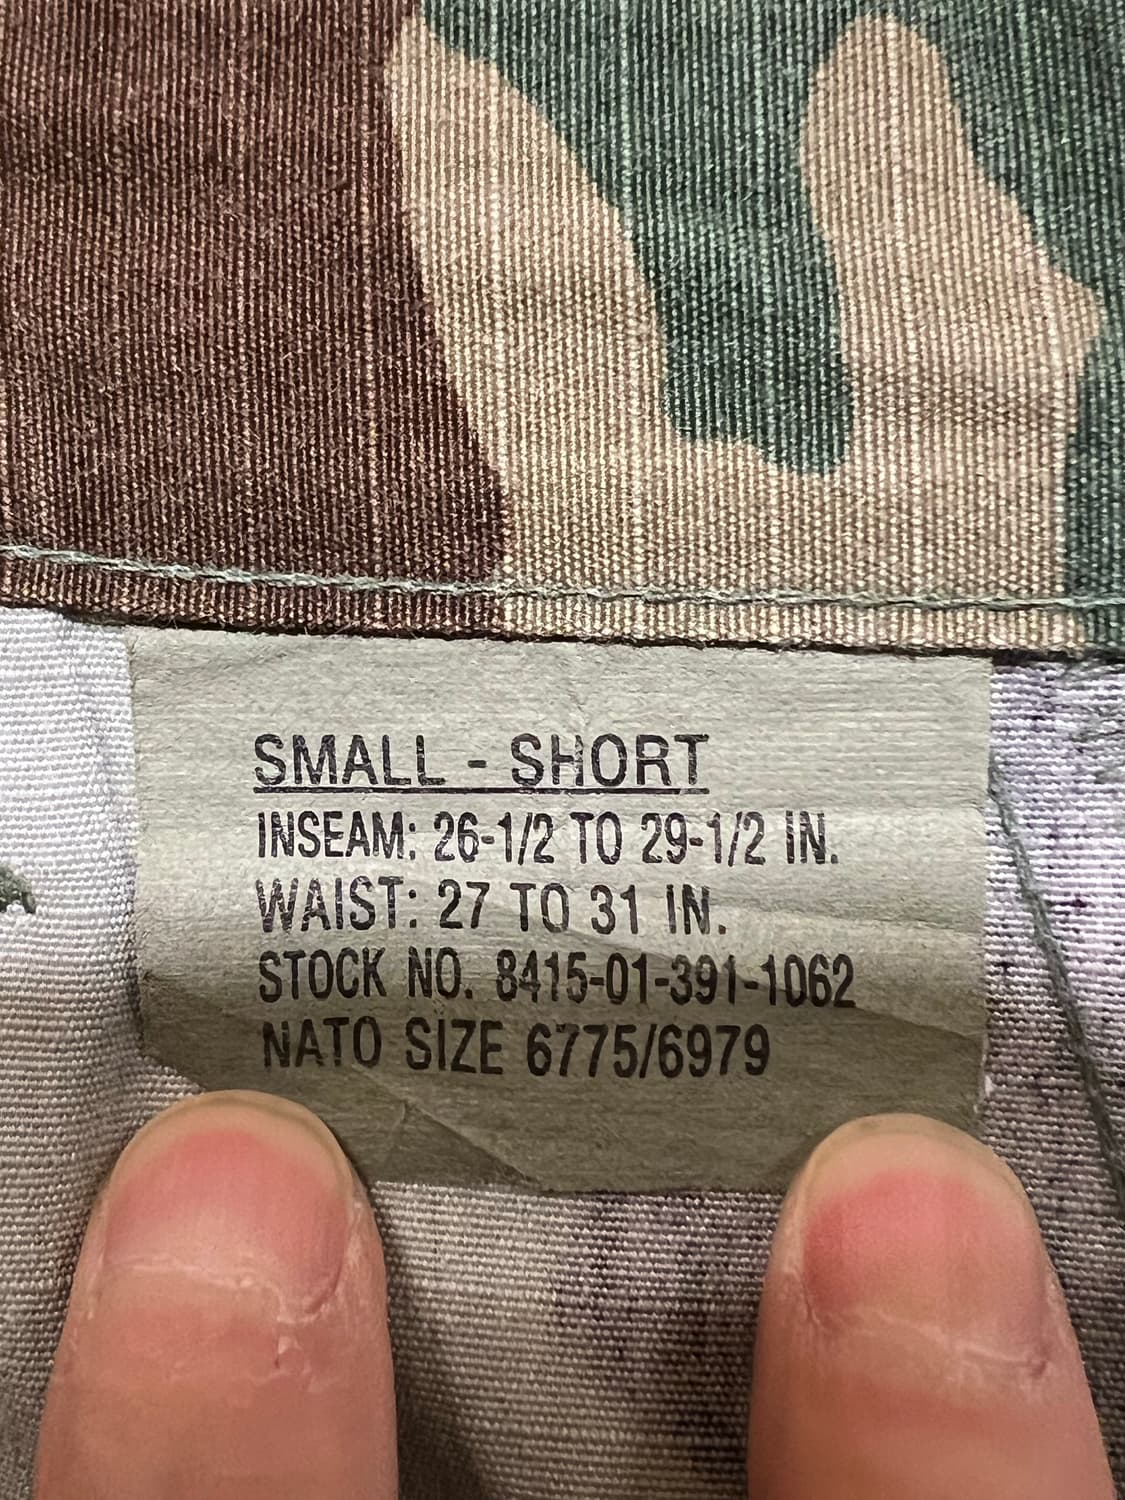 SMALL - SHORT
INSEAM: 26-1/2 TO 29-1/2 IN.
WAIST: 27 TO 31 IN.
STOCK NO. 8415-01-391-1062
NATO SIZE 6775/6979